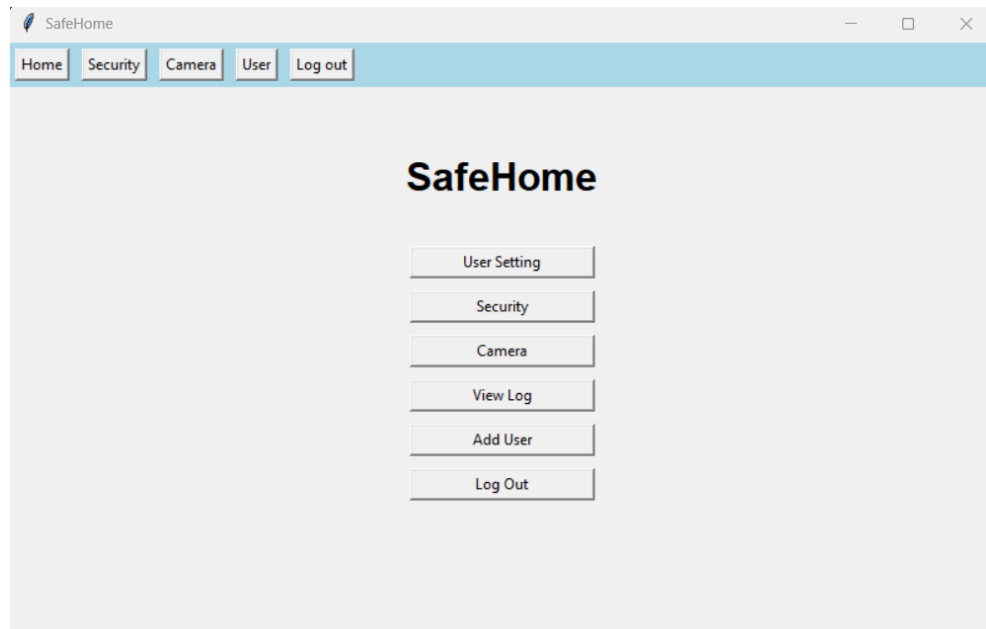 SafeHome
Home Security Camera User Log out
SafeHome
User Setting
Security
Camera
View Log
Add User
Log Out